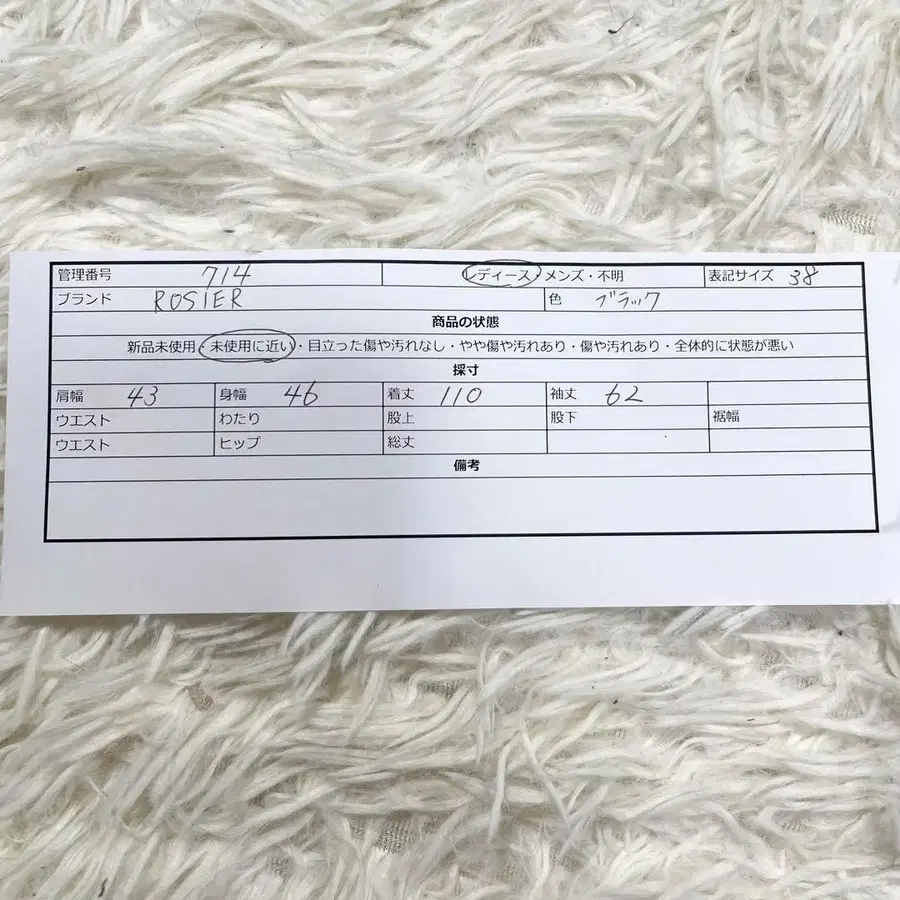 管理番号 714 レディース・メンズ・不明 表記サイズ 38
ブランド ROSIER 色 ブラック
商品の状態
新品未使用・未使用に近い・目立った傷や汚れなし・やや傷や汚れあり・傷や汚れあり・全体的に状態が悪い
採寸
肩幅 43 身幅 46 着丈 110 袖丈 62
ウエスト わたり 股上 股下 裾幅
ウエスト ヒップ 総丈
備考